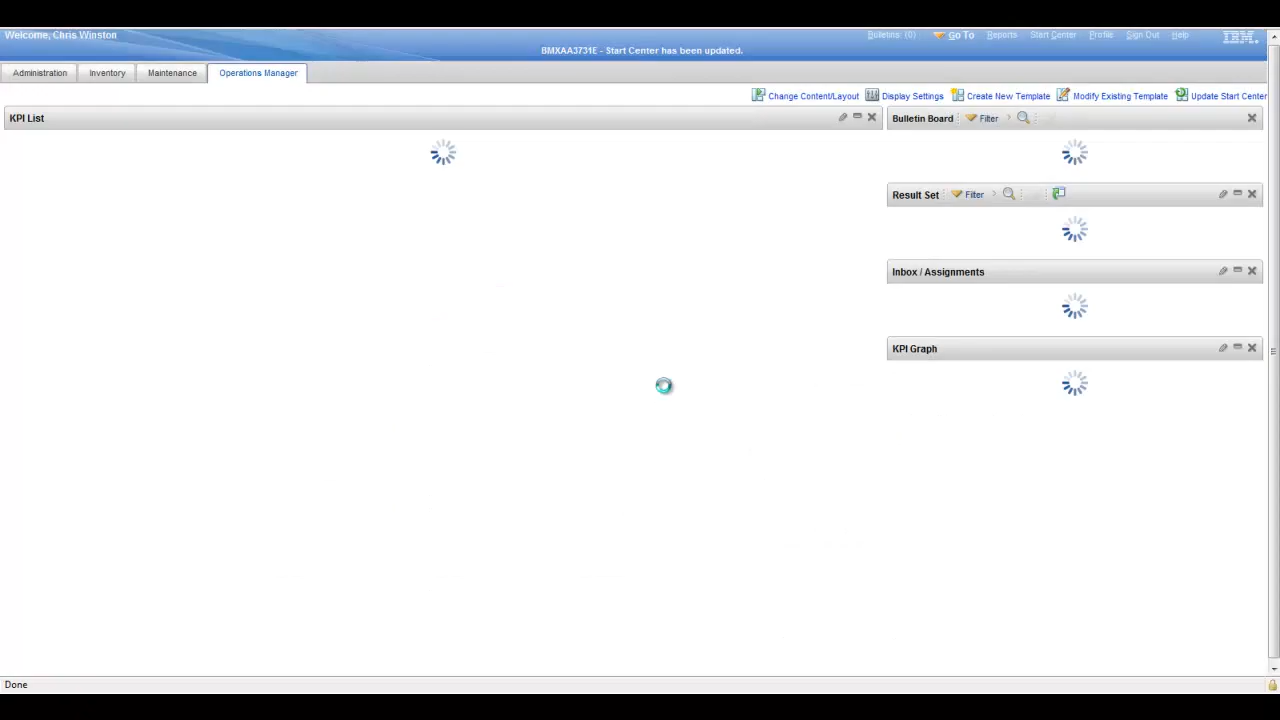 Welcome, Chris Winston
Bulletins: (0) Go To Reports Start Center Profile Sign Out Help IBM.
BMXAA3731E - Start Center has been updated.
Administration Inventory Maintenance Operations Manager
Change Content/Layout Display Settings Create New Template Modify Existing Template Update Start Center
KPI List
Bulletin Board Filter
Result Set Filter
Inbox / Assignments
KPI Graph
Done